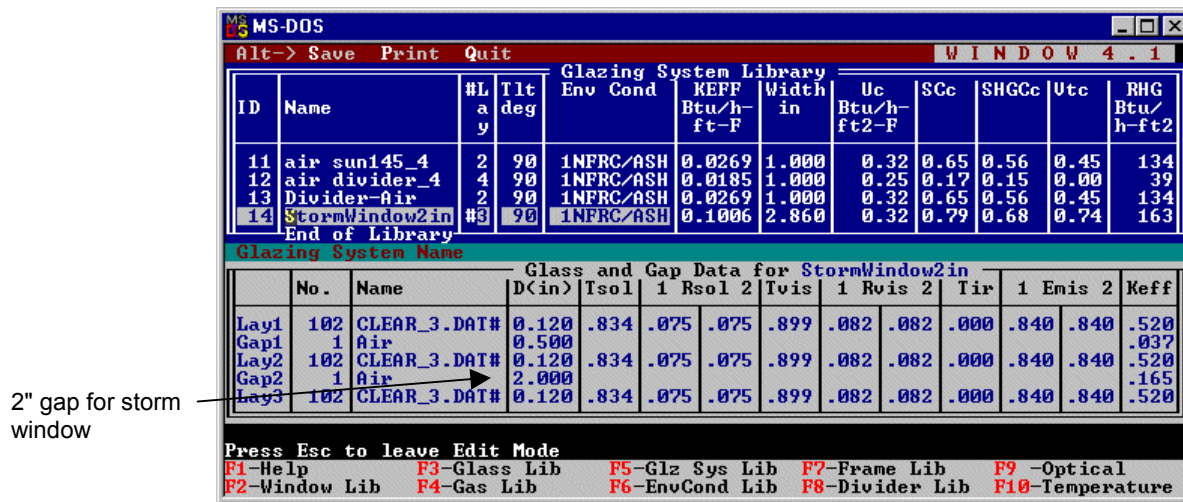 MS-DOS
Alt-> Save Print Quit WINDOW 4.1
Glazing System Library
#L Tlt Env Cond KEFF Width Uc SCc SHGCc Vtc RHG
ID Name a deg Btu/h- in Btu/h- Btu/
y ft-F ft2-F h-ft2
11 air sun145_4 2 90 1NFRC/ASH 0.0269 1.000 0.32 0.65 0.56 0.45 134
12 air divider_4 4 90 1NFRC/ASH 0.0185 1.000 0.25 0.17 0.15 0.00 39
13 Divider-Air 2 90 1NFRC/ASH 0.0269 1.000 0.32 0.65 0.56 0.45 134
14 StormWindow2in #3 90 1NFRC/ASH 0.1006 2.860 0.32 0.79 0.68 0.74 163
End of Library
Glazing System Name
Glass and Gap Data for StormWindow2in
No. Name D(in) Tsol 1 Rsol 2 Tvis 1 Rvis 2 Tir 1 Emis 2 Keff
Lay1 102 CLEAR_3.DAT# 0.120 .834 .075 .075 .899 .082 .082 .000 .840 .840 .520
Gap1 1 Air 0.500 .037
Lay2 102 CLEAR_3.DAT# 0.120 .834 .075 .075 .899 .082 .082 .000 .840 .840 .520
Gap2 1 Air 2.000 .165
Lay3 102 CLEAR_3.DAT# 0.120 .834 .075 .075 .899 .082 .082 .000 .840 .840 .520
2" gap for storm
window
Press Esc to leave Edit Mode
F1-Help F3-Glass Lib F5-Glz Sys Lib F7-Frame Lib F9 -Optical
F2-Window Lib F4-Gas Lib F6-EnvCond Lib F8-Divider Lib F10-Temperature